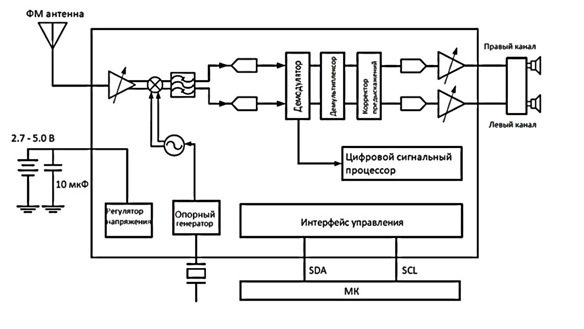 ФМ антенна
Правый канал
Демодулятор
Демультиплексор
Корректор
предыскажений
Левый канал
2.7 - 5.0 В
10 мкФ
Цифровой сигнальный
процессор
Регулятор
напряжения
Опорный
генератор
Интерфейс управления
SDA
SCL
МК